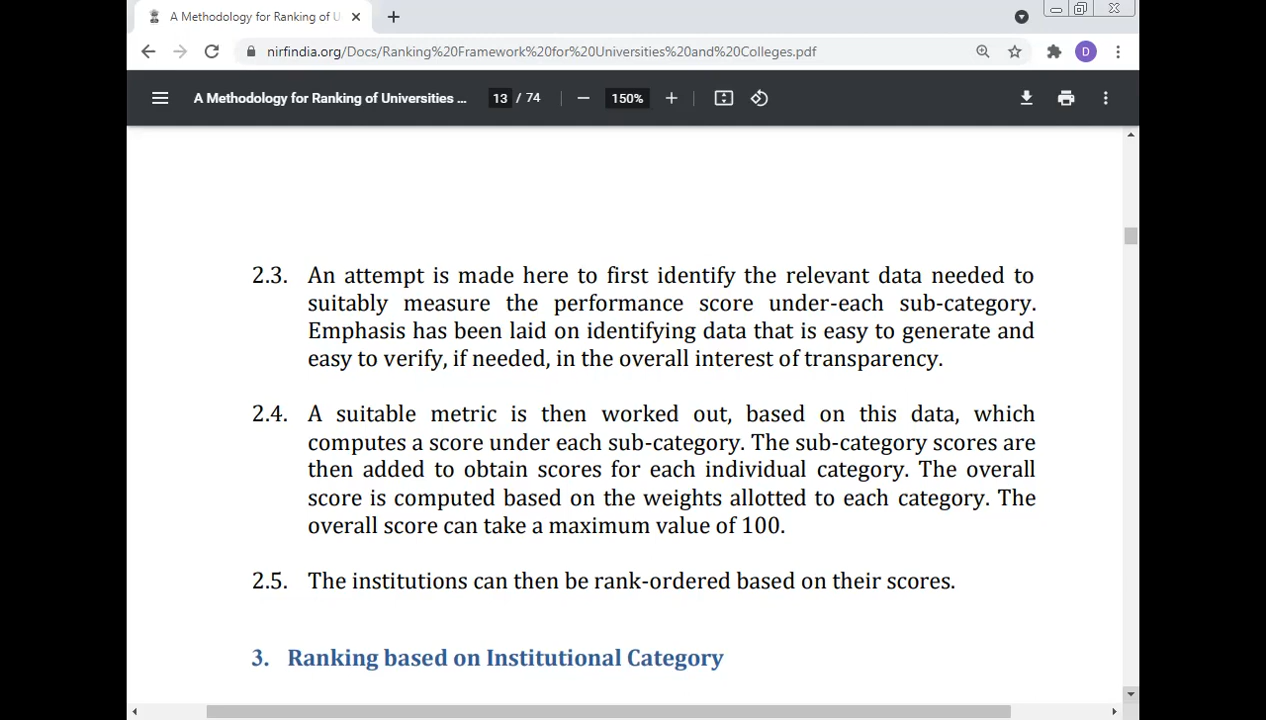 A Methodology for Ranking of U
nirfindia.org/Docs/Ranking%20Framework%20for%20Universities%20and%20Colleges.pdf
D
A Methodology for Ranking of Universities ...
13 / 74
150%
2.3. An attempt is made here to first identify the relevant data needed to
suitably measure the performance score under-each sub-category.
Emphasis has been laid on identifying data that is easy to generate and
easy to verify, if needed, in the overall interest of transparency.
2.4. A suitable metric is then worked out, based on this data, which
computes a score under each sub-category. The sub-category scores are
then added to obtain scores for each individual category. The overall
score is computed based on the weights allotted to each category. The
overall score can take a maximum value of 100.
2.5. The institutions can then be rank-ordered based on their scores.
3. Ranking based on Institutional Category